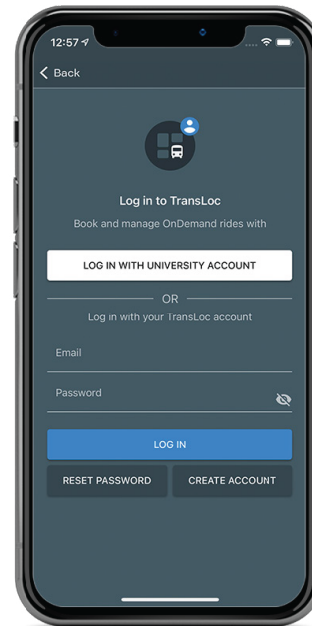 12:57
Back
Log in to TransLoc
Book and manage OnDemand rides with
LOG IN WITH UNIVERSITY ACCOUNT
OR
Log in with your TransLoc account
Email
Password
LOG IN
RESET PASSWORD
CREATE ACCOUNT